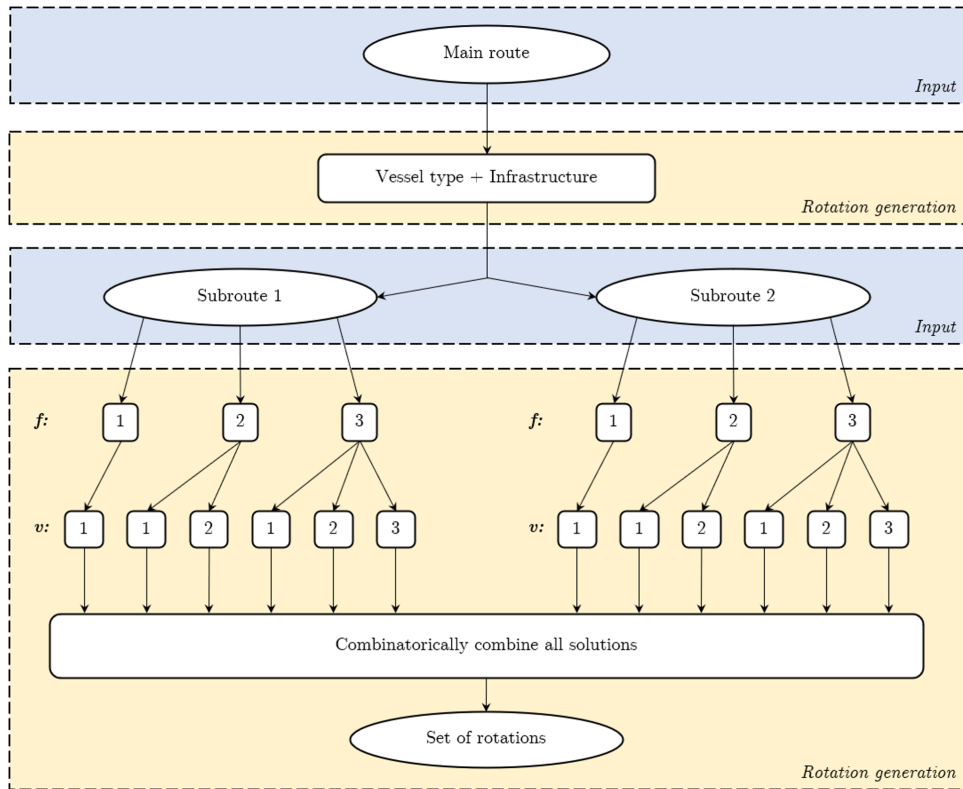 Main route
Input
Vessel type + Infrastructure
Rotation generation
Subroute 1 Subroute 2
Input
f: 1 2 3 f: 1 2 3
v: 1 1 2 1 2 3 v: 1 1 2 1 2 3
Combinatorically combine all solutions
Set of rotations
Rotation generation